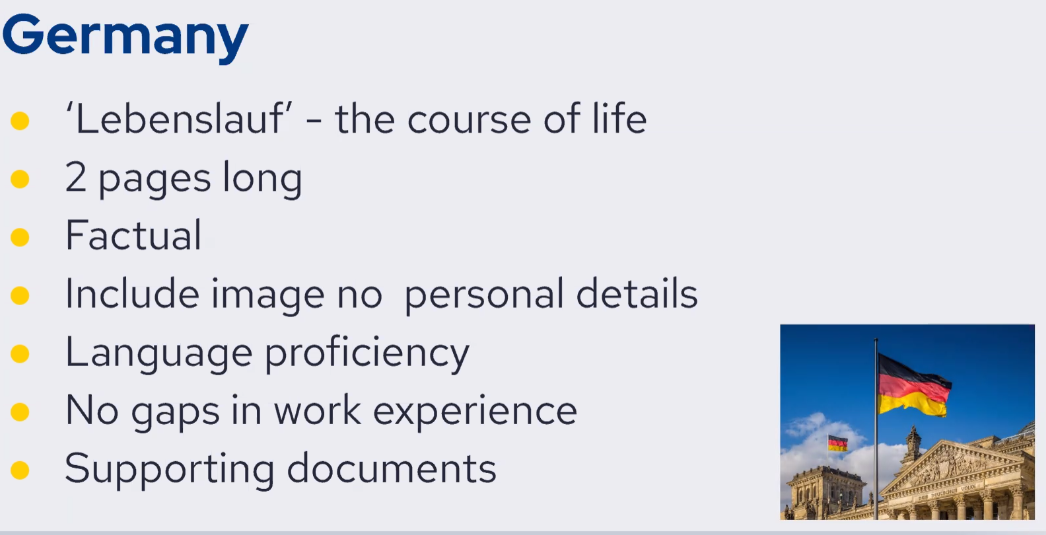 Germany
‘Lebenslauf’ - the course of life
2 pages long
Factual
Include image no  personal details
Language proficiency
No gaps in work experience
Supporting documents